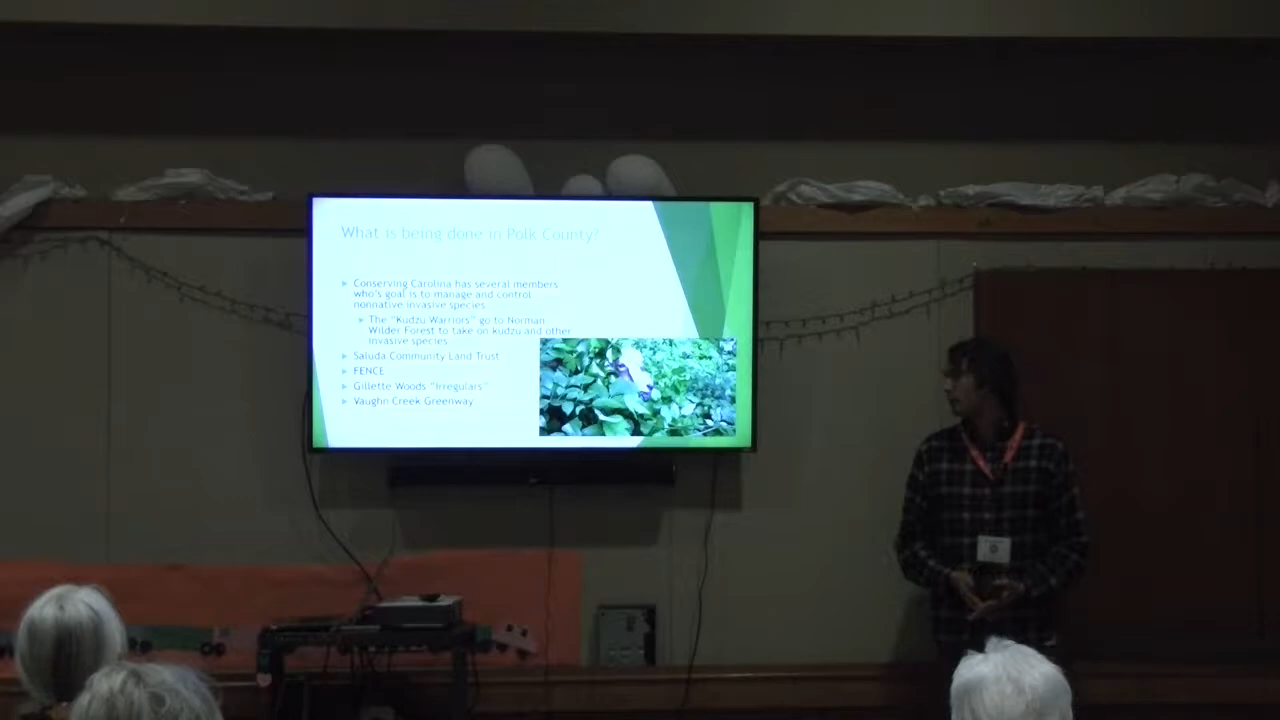 What is being done in Polk County?
Conserving Carolina has several members
who's goal is to manage and control
nonnative invasive species
The "Kudzu Warriors" go to Norman
Wilder Forest to take on kudzu and other
invasive species
Saluda Community Land Trust
FENCE
Gillette Woods "Irregulars"
Vaughn Creek Greenway